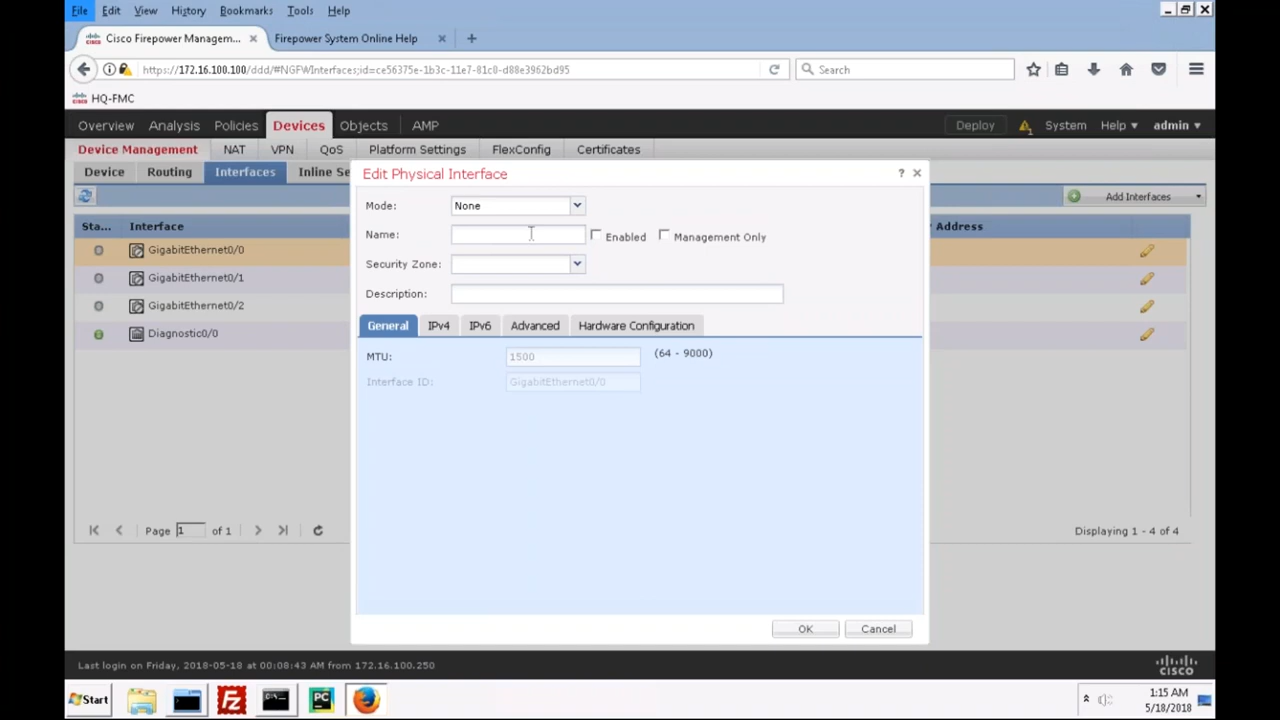 File Edit View History Bookmarks Tools Help
Cisco Firepower Managem... Firepower System Online Help
https://172.16.100.100/ddd/#NGFWInterfaces;id=ce56375e-1b3c-11e7-81c0-d88e3962bd95 Search
HQ-FMC
Overview Analysis Policies Devices Objects AMP Deploy System Help admin
Device Management NAT VPN QoS Platform Settings FlexConfig Certificates
Device Routing Interfaces Inline Se
Add Interfaces
Sta... Interface Address
GigabitEthernet0/0
GigabitEthernet0/1
GigabitEthernet0/2
Diagnostic0/0
Page 1 of 1
Displaying 1 - 4 of 4
Edit Physical Interface ?
Mode: None
Name: Enabled Management Only
Security Zone:
Description:
General IPv4 IPv6 Advanced Hardware Configuration
MTU: 1500 (64 - 9000)
Interface ID: GigabitEthernet0/0
OK Cancel
Last login on Friday, 2018-05-18 at 00:08:43 AM from 172.16.100.250
CISCO
Start
PC
1:15 AM
5/18/2018